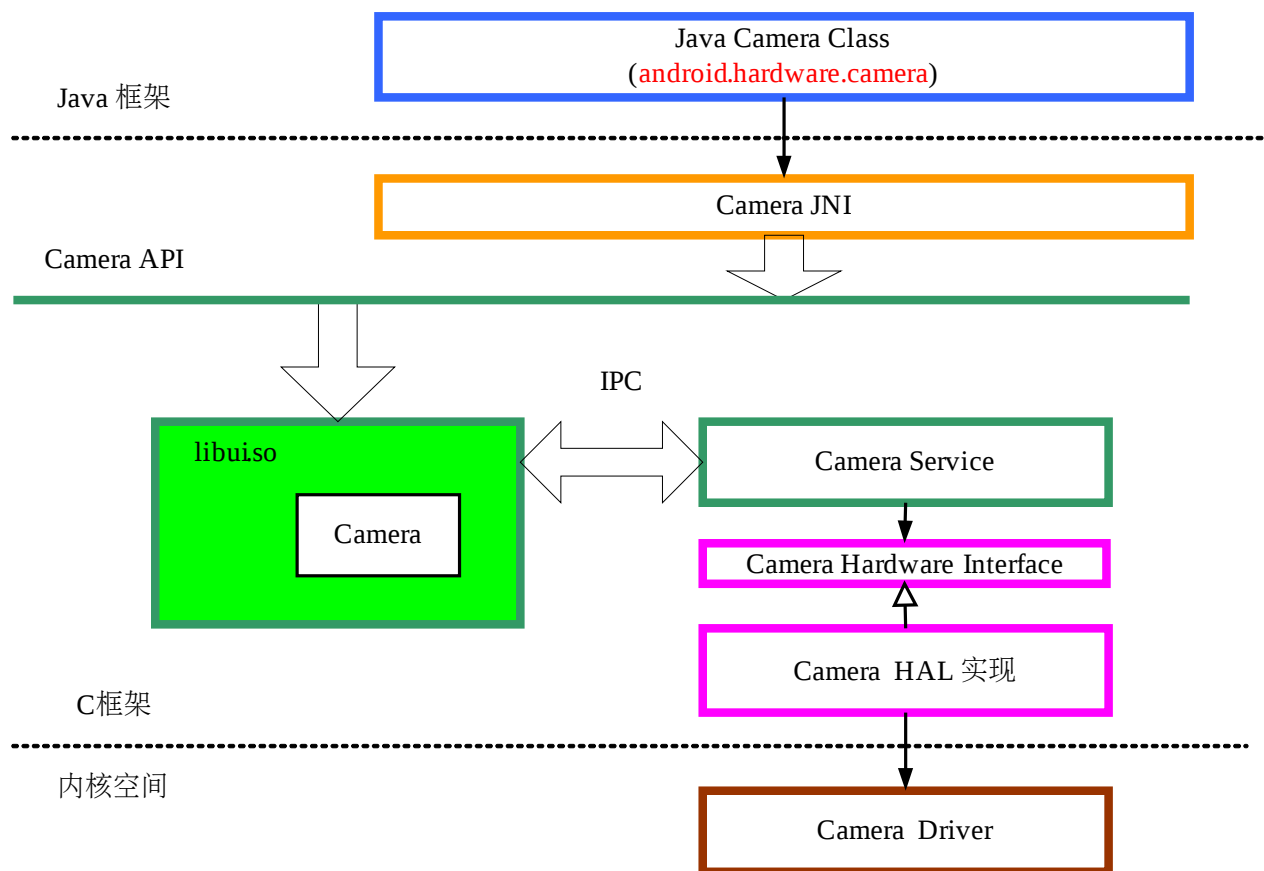 Java Camera Class
(android.hardware.camera)
Java 框架
Camera JNI
Camera API
IPC
libui.so
Camera Service
Camera
Camera Hardware Interface
Camera HAL 实现
C框架
内核空间
Camera Driver